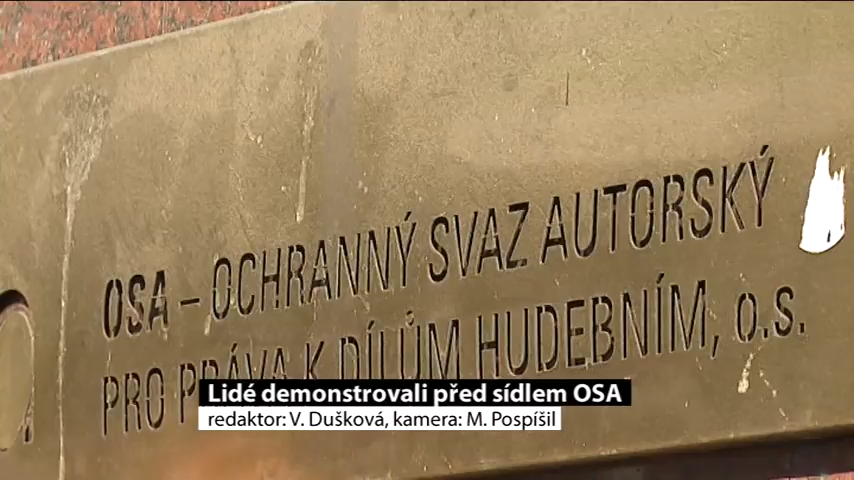 OSA – OCHRANNÝ SVAZ AUTORSKÝ
PRO PRÁVA K DÍLŮM HUDEBNÍM, o.s.
Lidé demonstrovali před sídlem OSA
redaktor: V. Dušková, kamera: M. Pospíšil